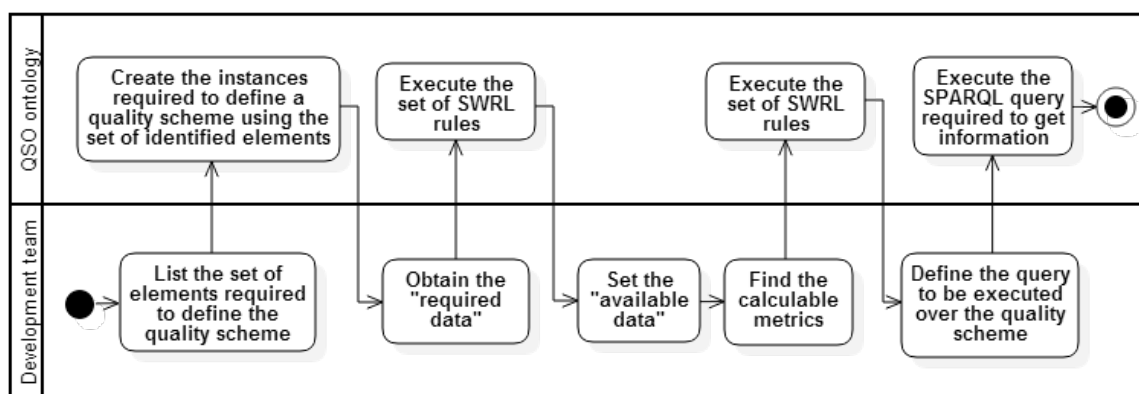 QSO ontology
Create the instances
required to define a
quality scheme using the
set of identified elements
Execute the
set of SWRL
rules
Execute the
set of SWRL
rules
Execute the
SPARQL query
required to get
information
Development team
List the set of
elements required
to define the
quality scheme
Obtain the
"required
data"
Set the
"available
data"
Find the
calculable
metrics
Define the query
to be executed
over the quality
scheme